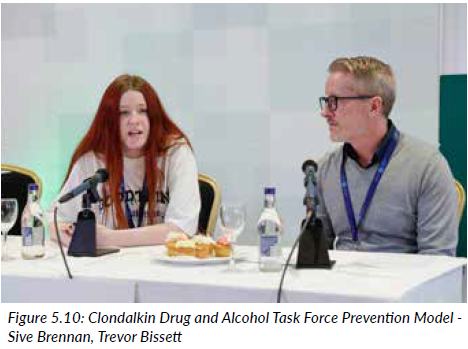 Figure 5.10: Clondalkin Drug and Alcohol Task Force Prevention Model -
Sive Brennan, Trevor Bissett